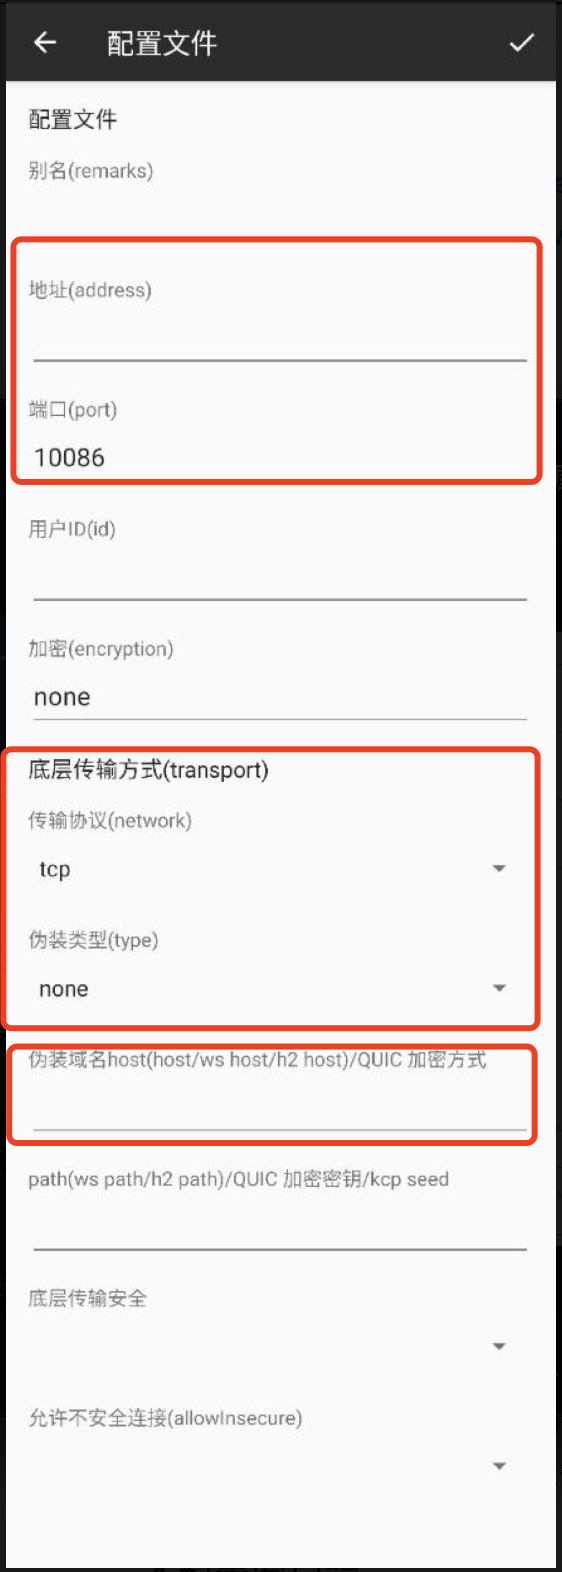 配置文件
配置文件
别名(remarks)
地址(address)
端口(port)
10086
用户ID(id)
加密(encryption)
none
底层传输方式(transport)
传输协议(network)
tcp
伪装类型(type)
none
伪装域名host(host/ws host/h2 host)/QUIC 加密方式
path(ws path/h2 path)/QUIC 加密密钥/kcp seed
底层传输安全
允许不安全连接(allowInsecure)